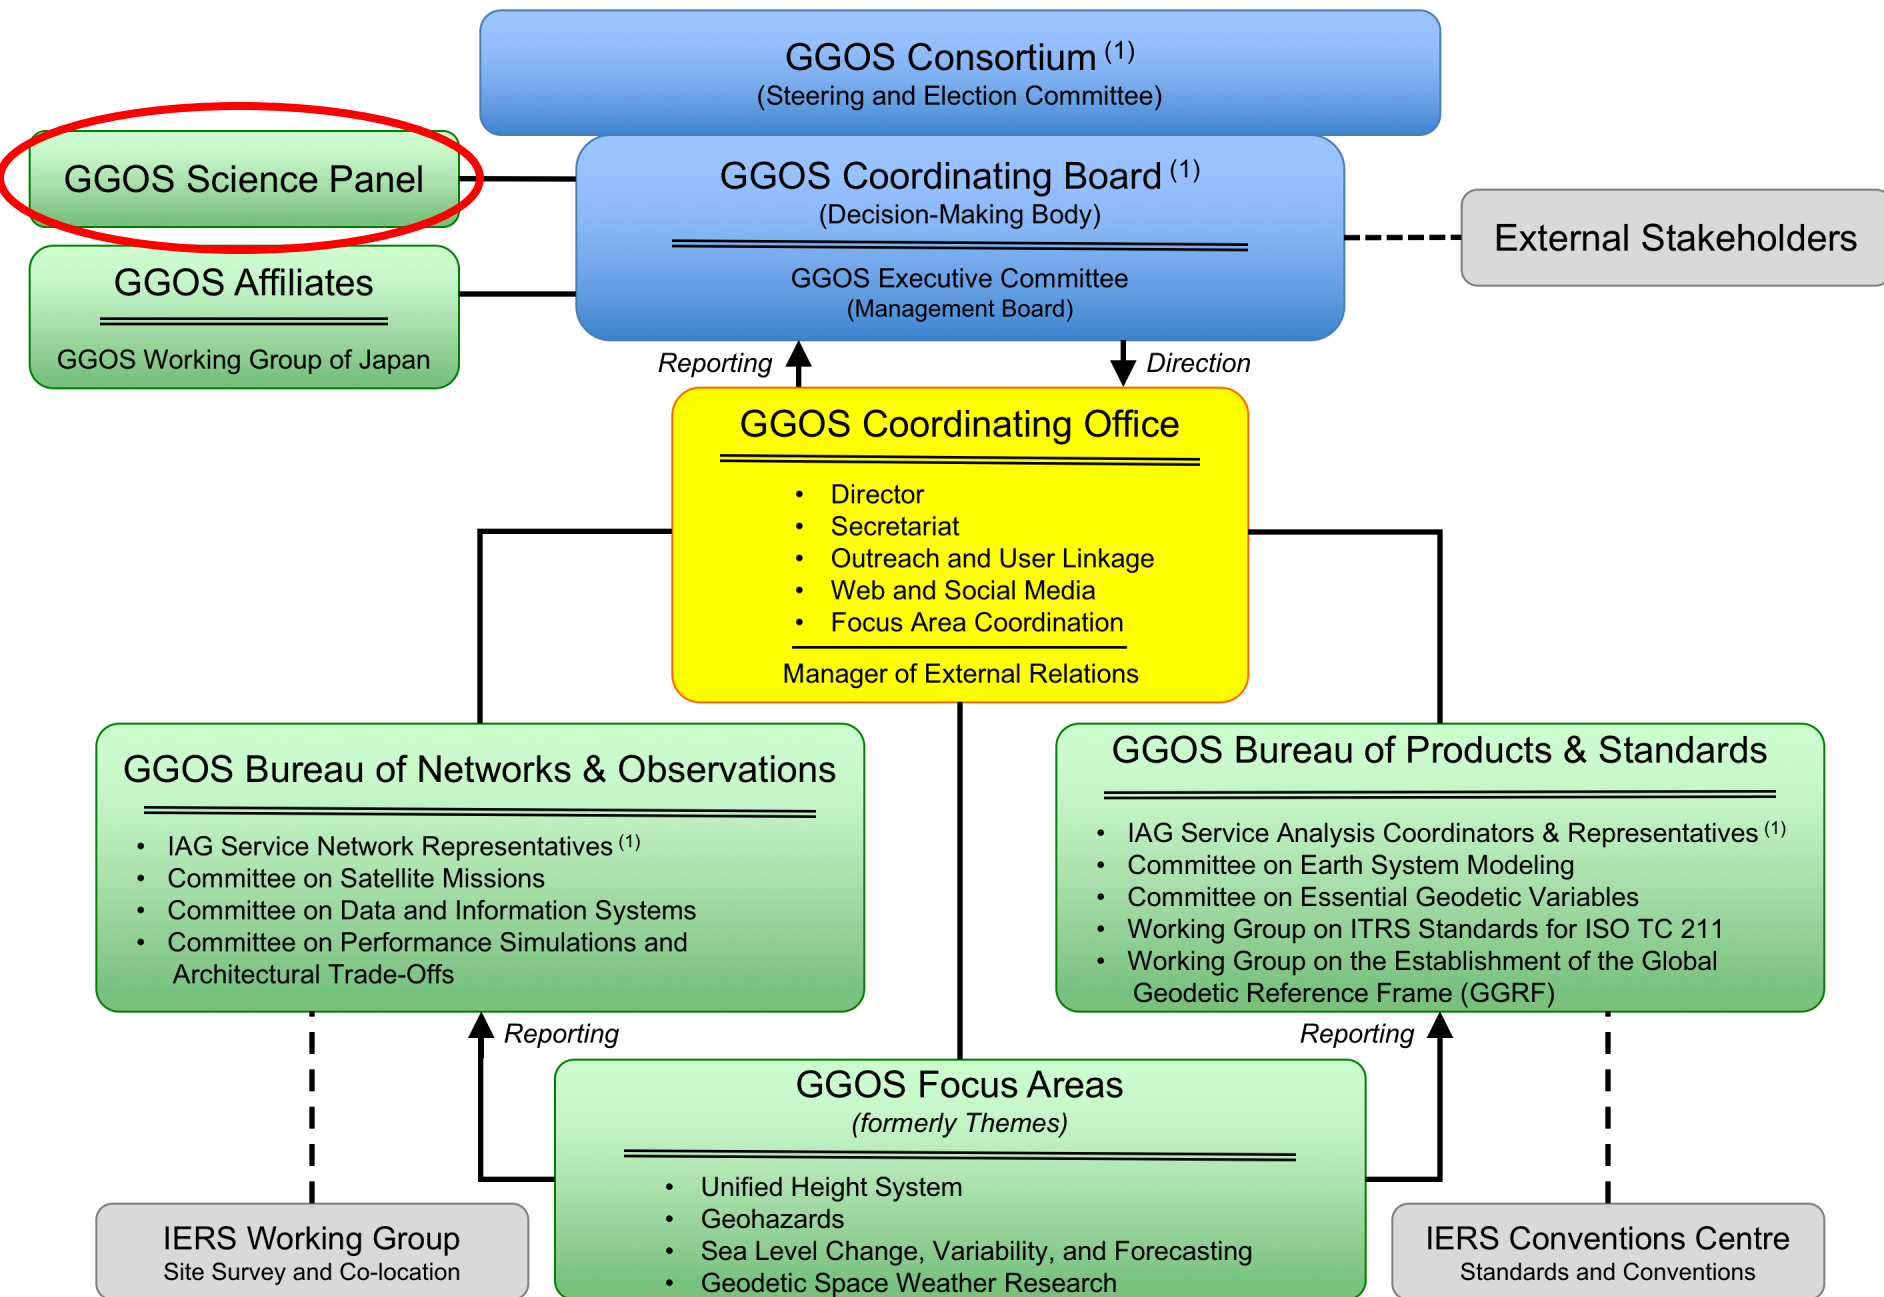 GGOS Consortium (1)
(Steering and Election Committee)
GGOS Science Panel
GGOS Coordinating Board (1)
(Decision-Making Body)
GGOS Executive Committee
(Management Board)
External Stakeholders
GGOS Affiliates
GGOS Working Group of Japan
Reporting
Direction
GGOS Coordinating Office
• Director
• Secretariat
• Outreach and User Linkage
• Web and Social Media
• Focus Area Coordination
Manager of External Relations
GGOS Bureau of Networks & Observations
• IAG Service Network Representatives (1)
• Committee on Satellite Missions
• Committee on Data and Information Systems
• Committee on Performance Simulations and
Architectural Trade-Offs
GGOS Bureau of Products & Standards
• IAG Service Analysis Coordinators & Representatives (1)
• Committee on Earth System Modeling
• Committee on Essential Geodetic Variables
• Working Group on ITRS Standards for ISO TC 211
• Working Group on the Establishment of the Global
Geodetic Reference Frame (GGRF)
Reporting
Reporting
GGOS Focus Areas
(formerly Themes)
• Unified Height System
• Geohazards
• Sea Level Change, Variability, and Forecasting
• Geodetic Space Weather Research
IERS Working Group
Site Survey and Co-location
IERS Conventions Centre
Standards and Conventions